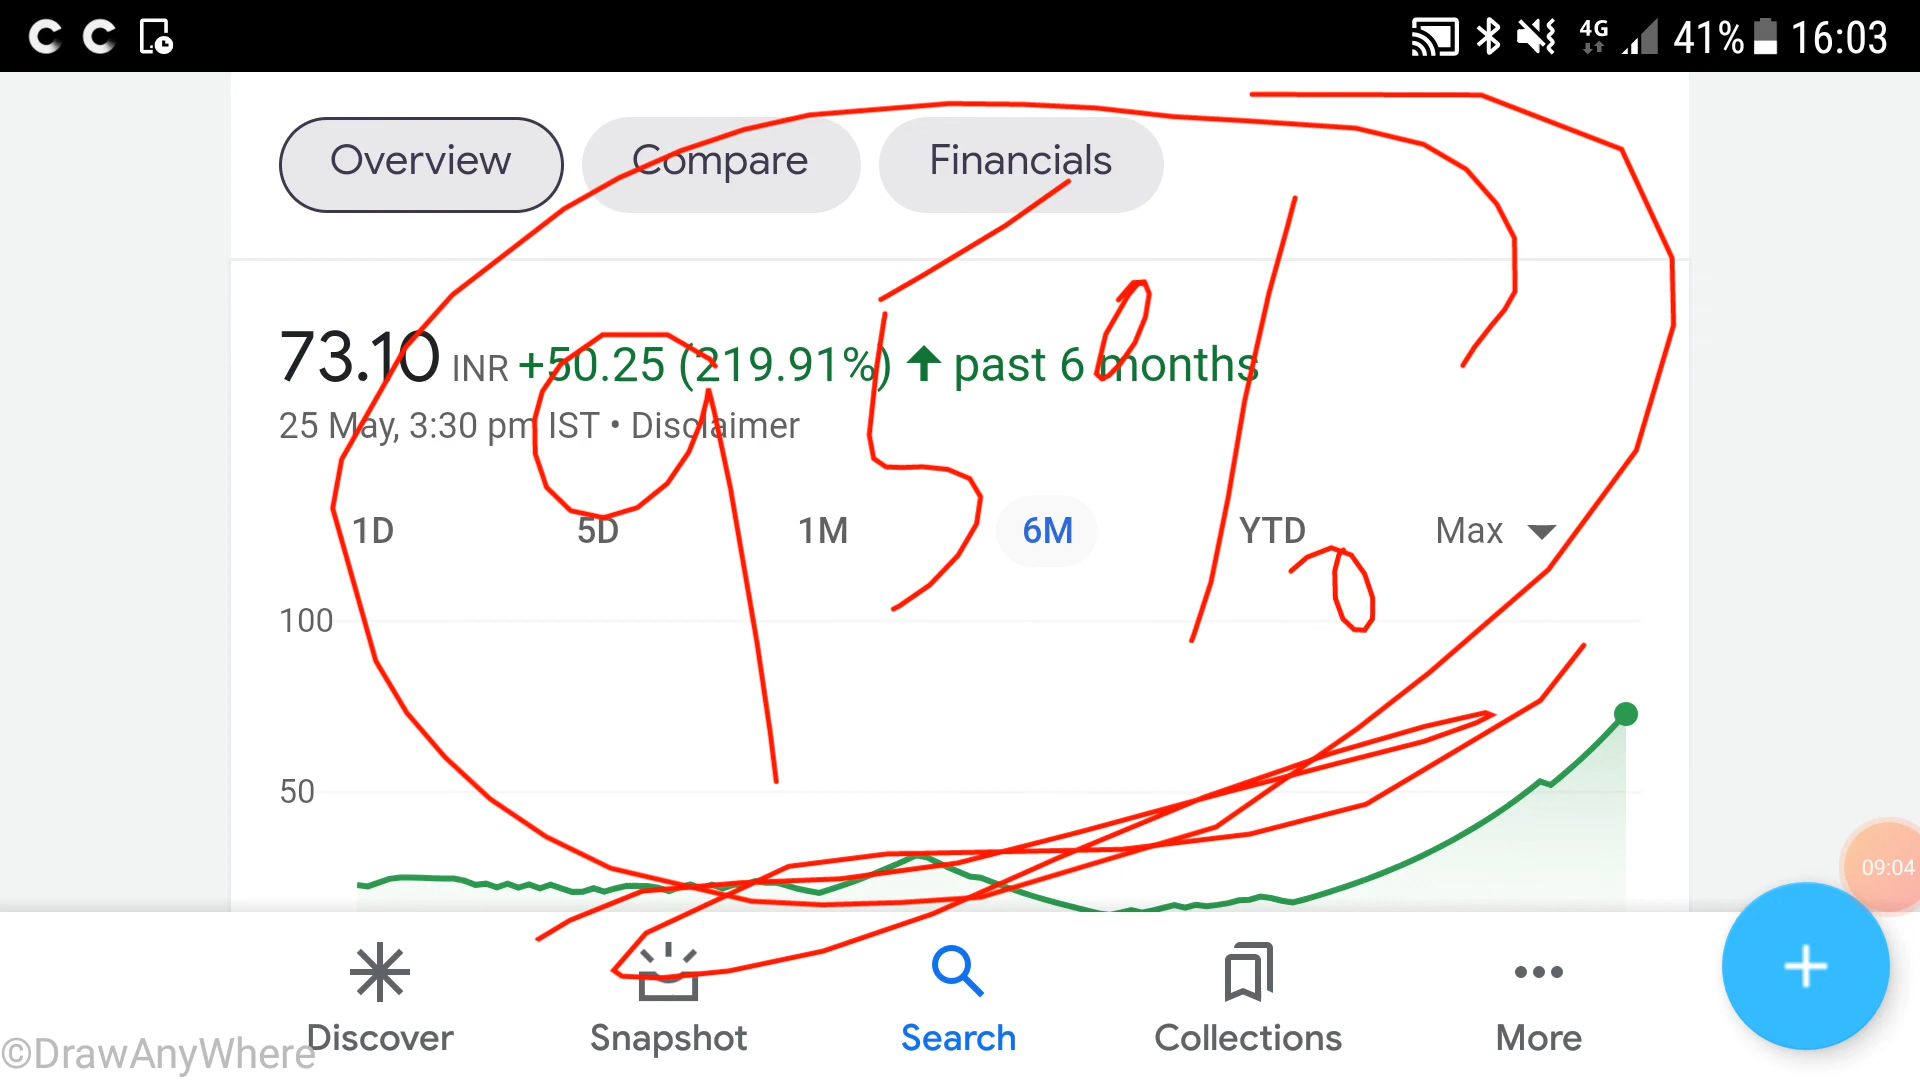 4G 41% 16:03
Overview Compare Financials
73.10 INR +50.25 (219.91%) past 6 months
25 May, 3:30 pm IST • Disclaimer
95%
1D 5D 1M 6M YTD Max
100
50
09:04
Discover Snapshot Search Collections More
©DrawAnyWhere